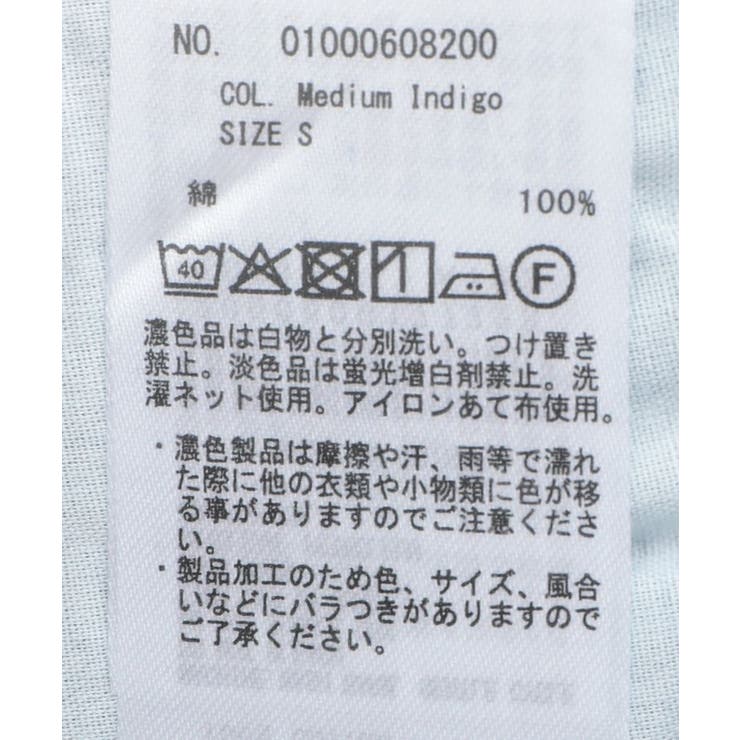 NO. 01000608200
COL. Medium Indigo
SIZE S
綿 100%
40 F
濃色品は白物と分別洗い。つけ置き
禁止。淡色品は蛍光増白剤禁止。洗
濯ネット使用。アイロンあて布使用。
・濃色製品は摩擦や汗、雨等で濡れ
た際に他の衣類や小物類に色が移
る事がありますのでご注意くださ
い。
・製品加工のため色、サイズ、風合
いなどにバラつきがありますので
ご了承ください。